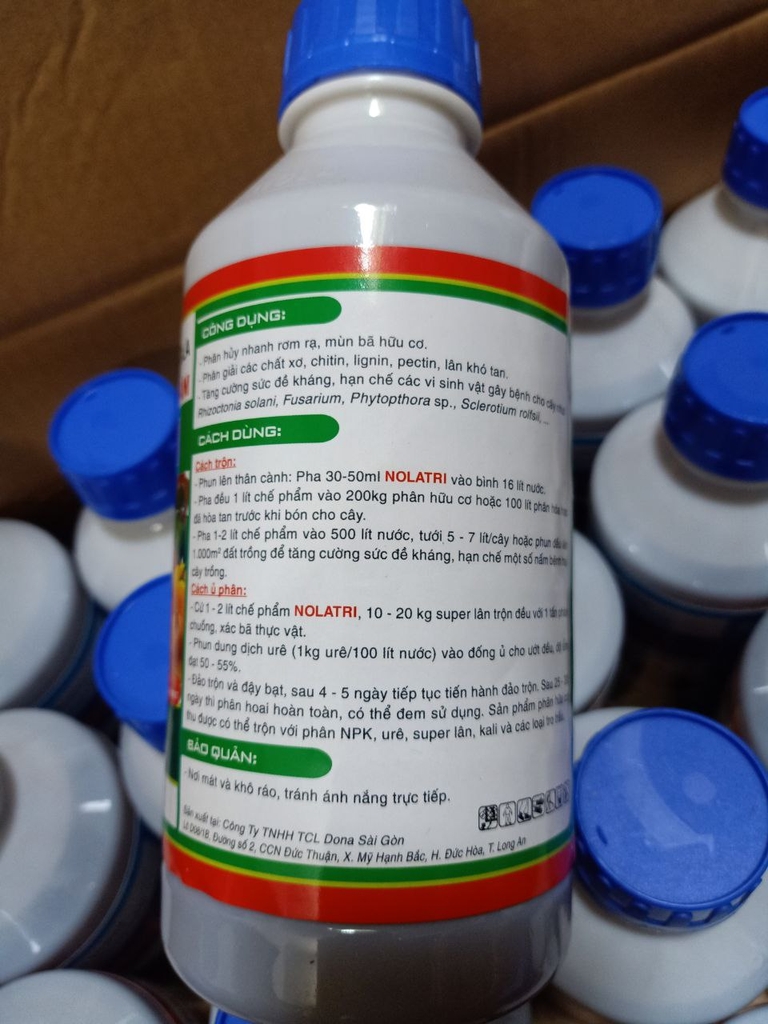 CÔNG DỤNG:
- Phân hủy nhanh rơm rạ, mùn bã hữu cơ.
- Phân giải các chất xơ, chitin, lignin, pectin, lân khó tan.
- Tăng cường sức đề kháng, hạn chế các vi sinh vật gây bệnh cho cây
Rhizoctonia solani, Fusarium, Phytopthora sp., Sclerotium rolfsii, ...
CÁCH DÙNG:
Cách trộn:
- Phun lên thân cành: Pha 30-50ml NOLATRI vào bình 16 lít nước.
- Pha đều 1 lít chế phẩm vào 200kg phân hữu cơ hoặc 100 lít phân
đã hòa tan trước khi bón cho cây.
- Pha 1-2 lít chế phẩm vào 500 lít nước, tưới 5 - 7 lít/cây hoặc phun đều
1.000m² đất trồng để tăng cường sức đề kháng, hạn chế một số nấm bệnh
cây trồng.
Cách ủ phân:
- Cứ 1 - 2 lít chế phẩm NOLATRI, 10 - 20 kg super lân trộn đều với 1 tấn
chuồng, xác bã thực vật.
- Phun dung dịch urê (1kg urê/100 lít nước) vào đống ủ cho ướt đều,
đạt 50 - 55%.
- Đảo trộn và đậy bạt, sau 4 - 5 ngày tiếp tục tiến hành đảo trộn. Sau
ngày thì phân hoai hoàn toàn, có thể đem sử dụng. Sản phẩm phân
thu được có thể trộn với phân NPK, urê, super lân, kali và các loại tro
BẢO QUẢN:
- Nơi mát và khô ráo, tránh ánh nắng trực tiếp.
Sản xuất tại: Công Ty TNHH TCL Dona Sài Gòn
Lô D06/1B, Đường số 2, CCN Đức Thuận, X. Mỹ Hạnh Bắc, H. Đức Hòa, T. Long An